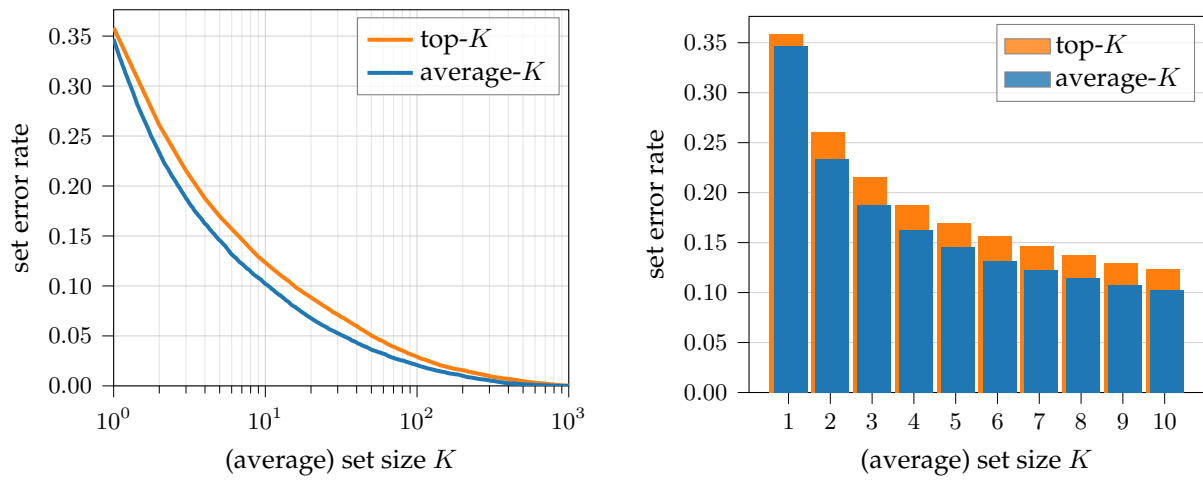 0.35
0.30
0.25
0.20
0.15
0.10
0.05
0.00
set error rate
top-K
average-K
10^0
10^1
10^2
10^3
(average) set size K
0.35
0.30
0.25
0.20
0.15
0.10
0.05
0.00
set error rate
top-K
average-K
1 2 3 4 5 6 7 8 9 10
(average) set size K